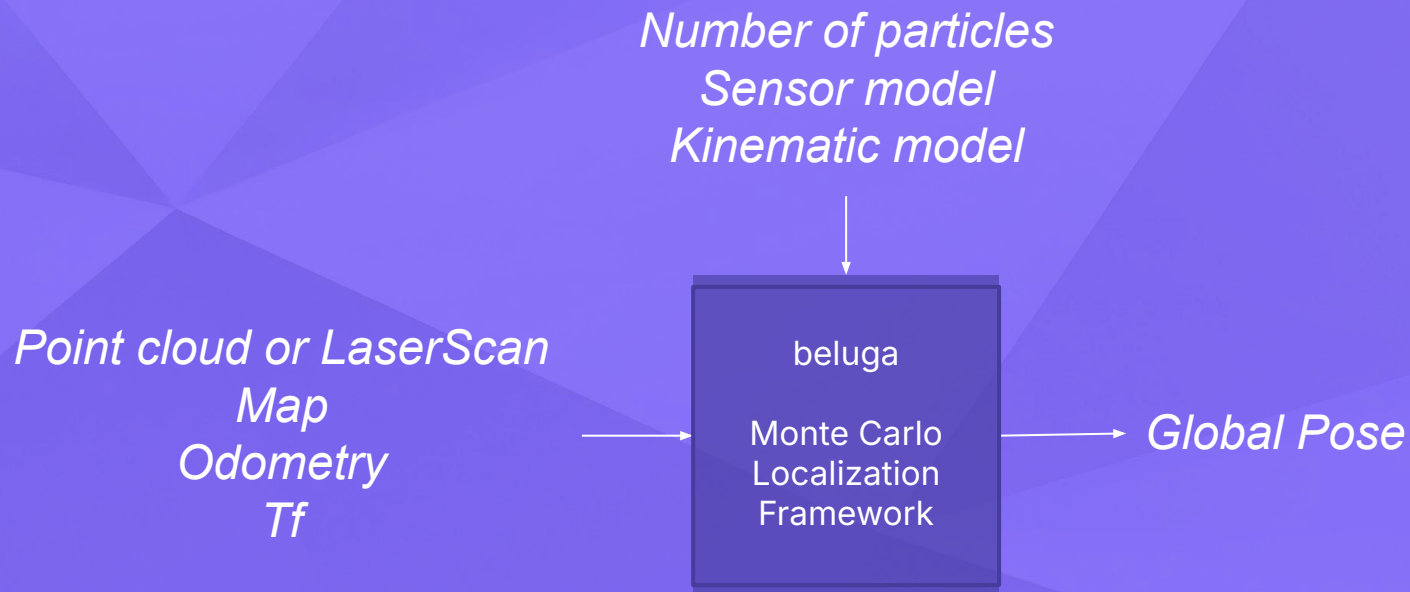 Number of particles
Sensor model
Kinematic model
Point cloud or LaserScan
Map
Odometry
Tf
beluga
Monte Carlo
Localization
Framework
Global Pose